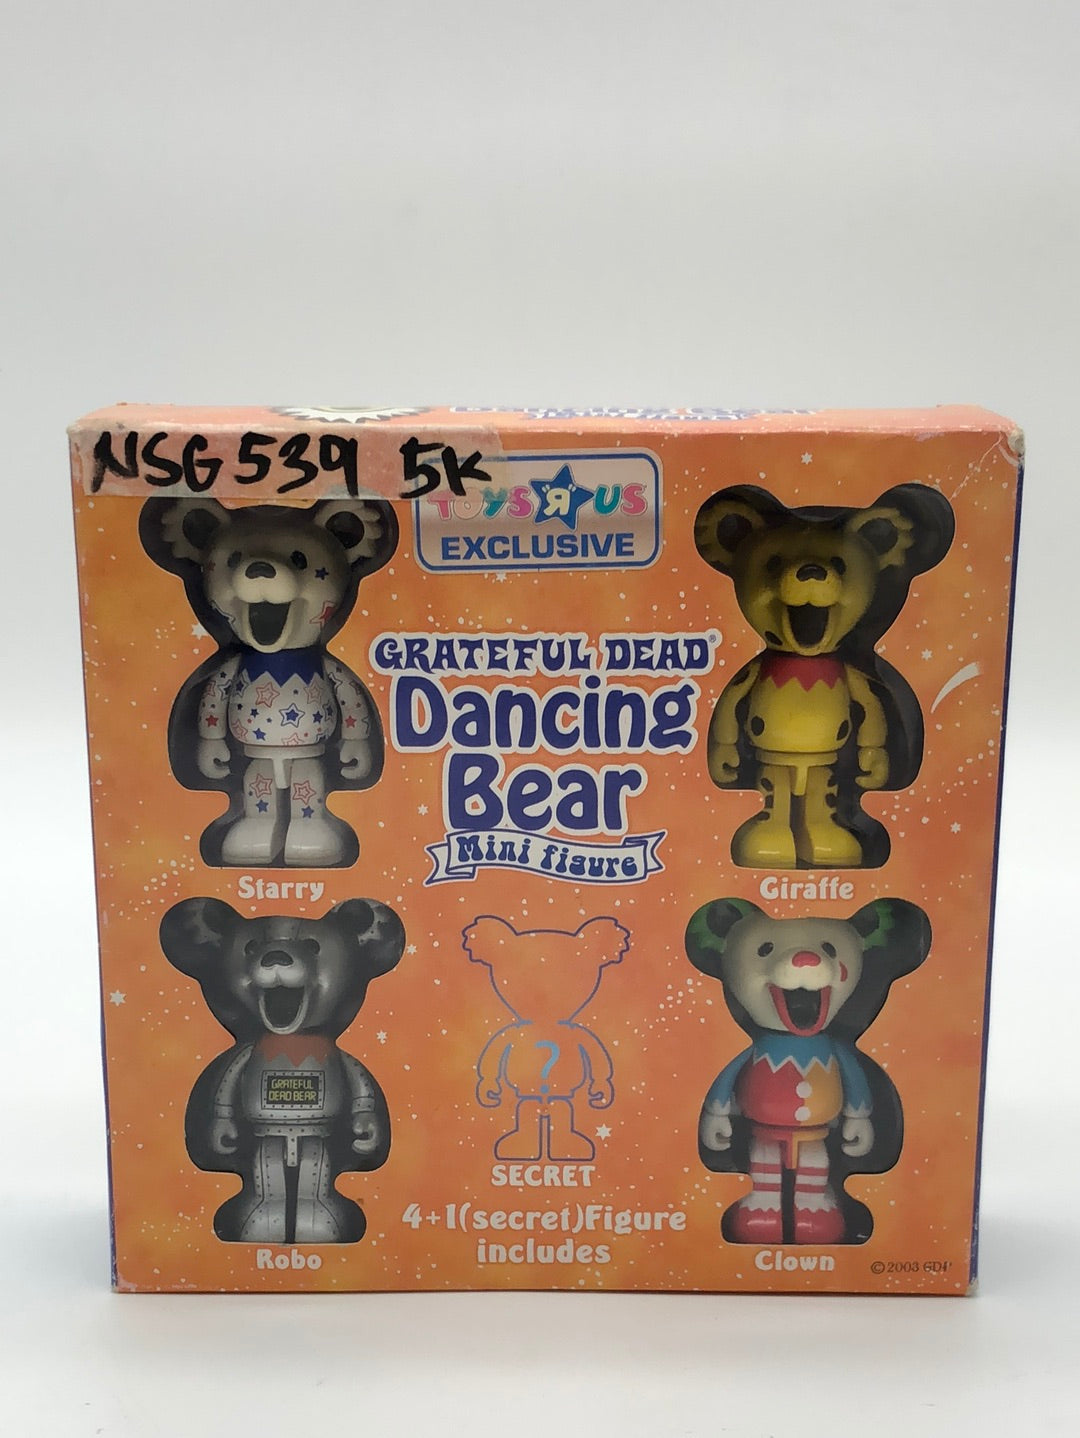 NSG539 5K
TOYS"R"US
EXCLUSIVE
GRATEFUL DEAD®
Dancing
Bear
Mini figure
Starry
Giraffe
GRATEFUL
DEAD BEAR
?
SECRET
4+1(secret)Figure
includes
Robo
Clown
©2003 GDP